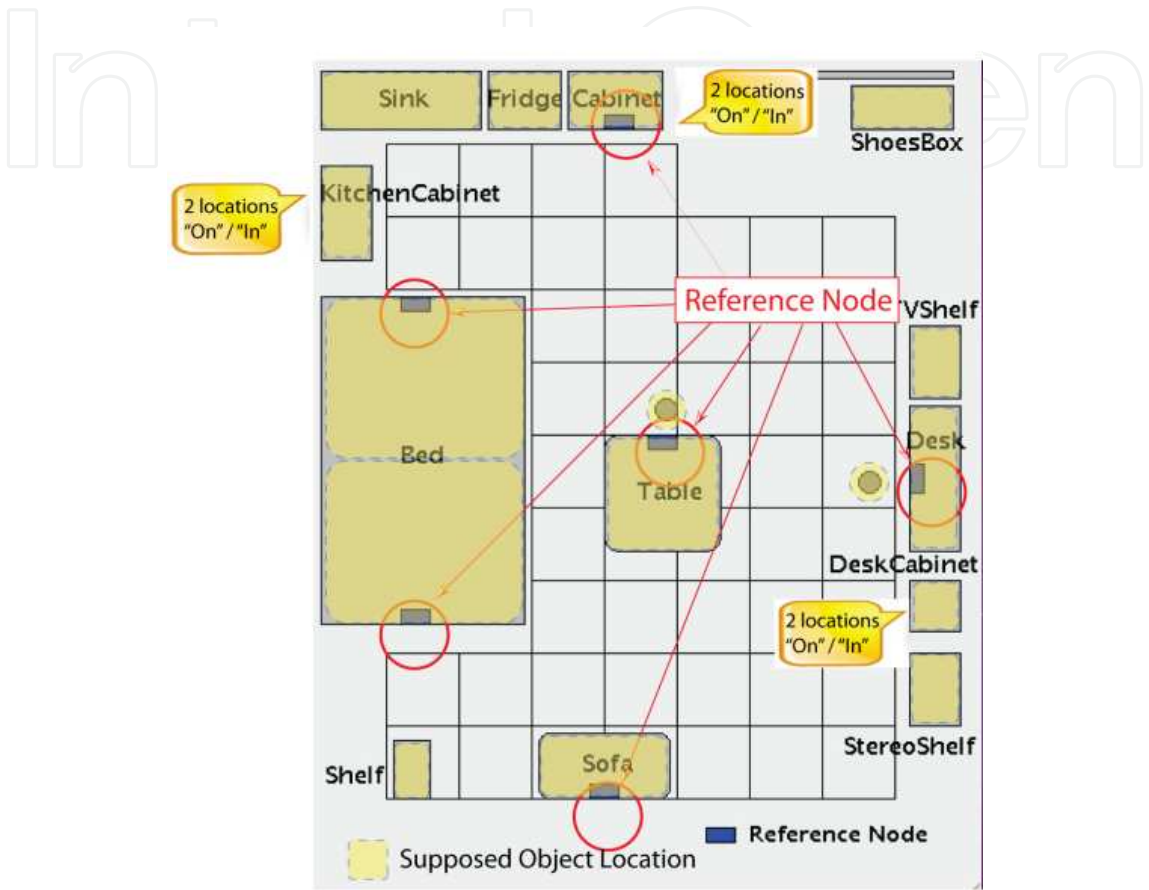 Sink
Fridge
Cabinet
2 locations
"On" / "In"
ShoesBox
KitchenCabinet
2 locations
"On" / "In"
Reference Node
VShelf
Bed
Table
Desk
DeskCabinet
2 locations
"On" / "In"
StereoShelf
Shelf
Sofa
Reference Node
Supposed Object Location